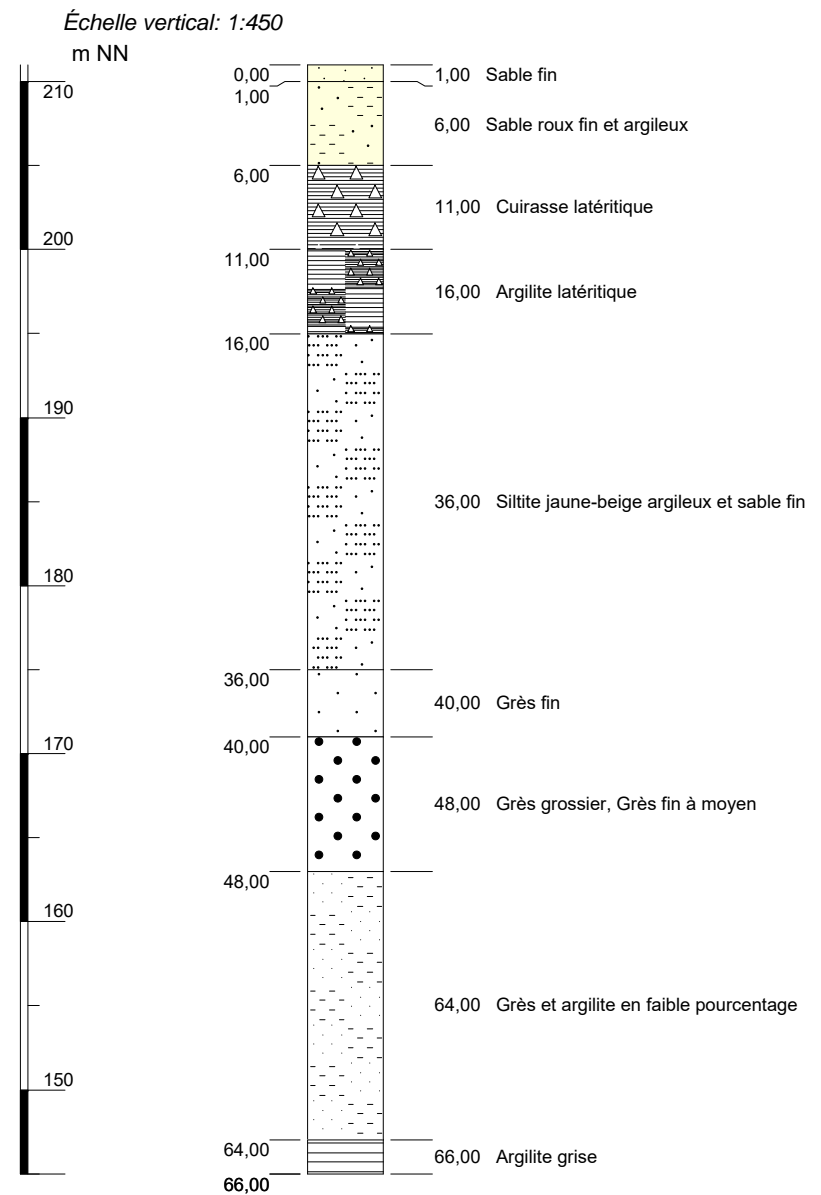 Échelle vertical: 1:450
m NN
0,00
1,00 Sable fin
210
1,00
6,00 Sable roux fin et argileux
6,00
11,00 Cuirasse latéritique
200
11,00
16,00 Argilite latéritique
16,00
190
36,00 Siltite jaune-beige argileux et sable fin
180
36,00
40,00 Grès fin
170
40,00
48,00 Grès grossier, Grès fin à moyen
48,00
160
64,00 Grès et argilite en faible pourcentage
150
64,00
66,00 Argilite grise
66,00